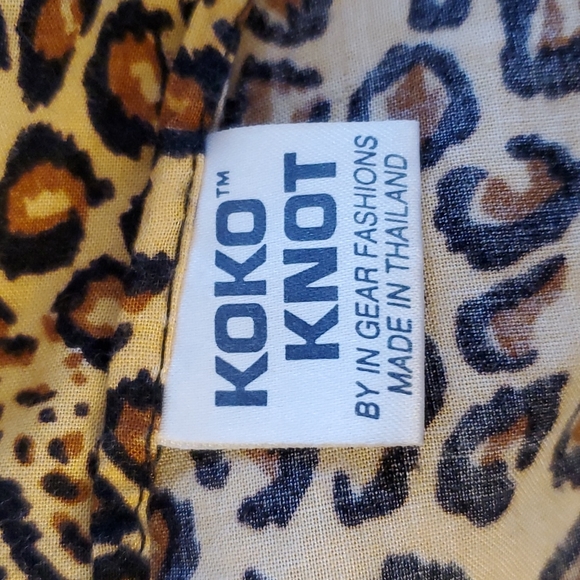 KOKO™
KNOT
BY IN GEAR FASHIONS
MADE IN THAILAND